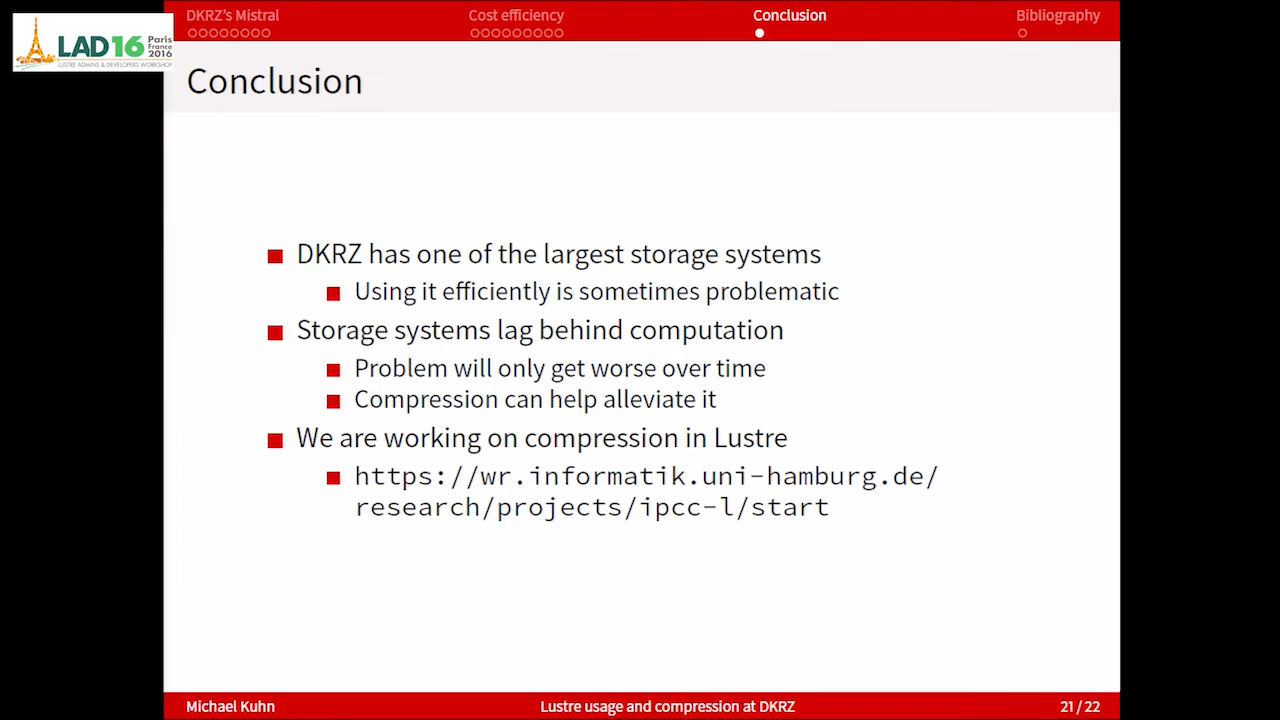 DKRZ's Mistral
Cost efficiency
Conclusion
Bibliography
LAD16 Paris France 2016
LUSTRE ADMINS & DEVELOPERS WORKSHOP
Conclusion
DKRZ has one of the largest storage systems
Using it efficiently is sometimes problematic
Storage systems lag behind computation
Problem will only get worse over time
Compression can help alleviate it
We are working on compression in Lustre
https://wr.informatik.uni-hamburg.de/
research/projects/ipcc-l/start
Michael Kuhn
Lustre usage and compression at DKRZ
21 / 22